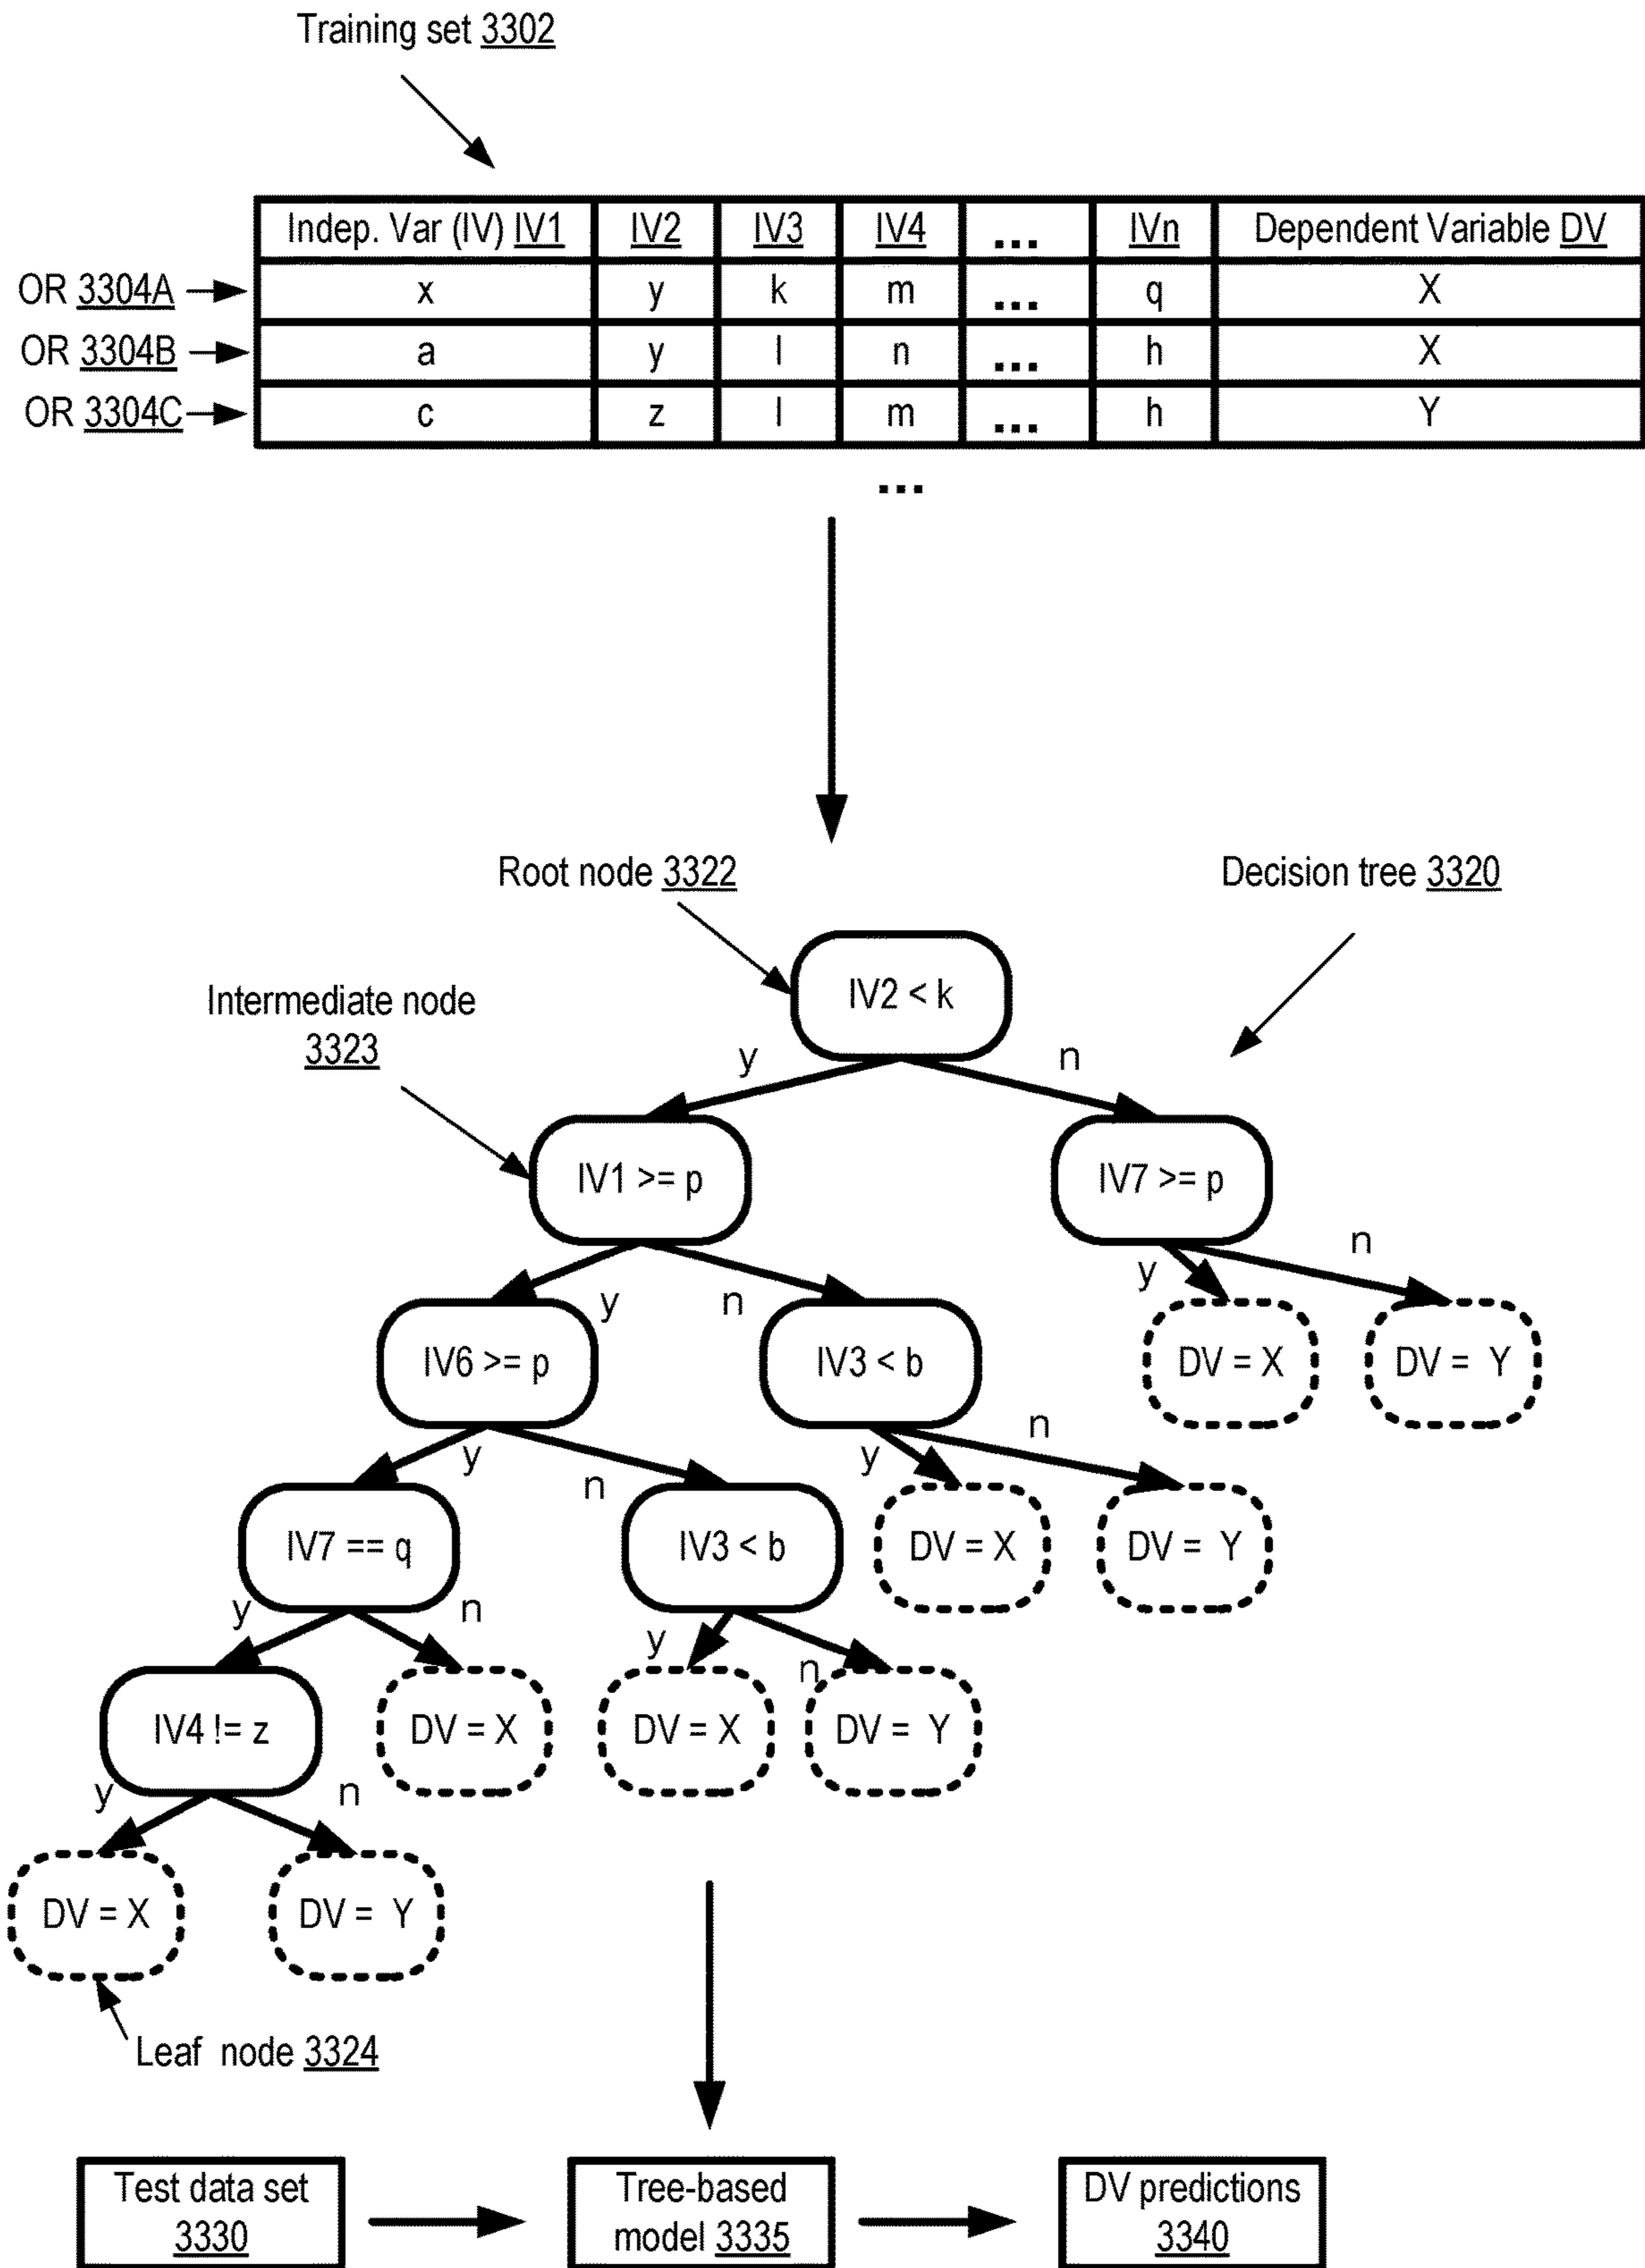 Training set 3302
Indep. Var (IV) IV1 IV2 IV3 IV4 ... IVn Dependent Variable DV
OR 3304A x y k m ... q X
OR 3304B a y l n ... h X
OR 3304C c z l m ... h Y
...
Root node 3322
Decision tree 3320
IV2 < k
Intermediate node
3323
y n
IV1 >= p IV7 >= p
y n y n
IV6 >= p IV3 < b DV = X DV = Y
y n y n
IV7 == q IV3 < b DV = X DV = Y
y n y n
IV4 != z DV = X DV = X DV = Y
y n
DV = X DV = Y
Leaf node 3324
Test data set
3330
Tree-based
model 3335
DV predictions
3340